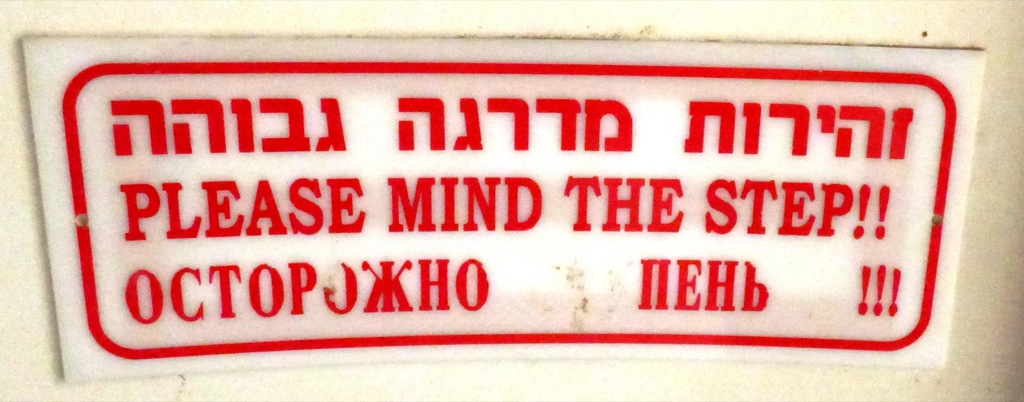 זהירות מדרגה גבוהה
PLEASE MIND THE STEP!!
ОСТОРОЖНО ПЕНЬ !!!